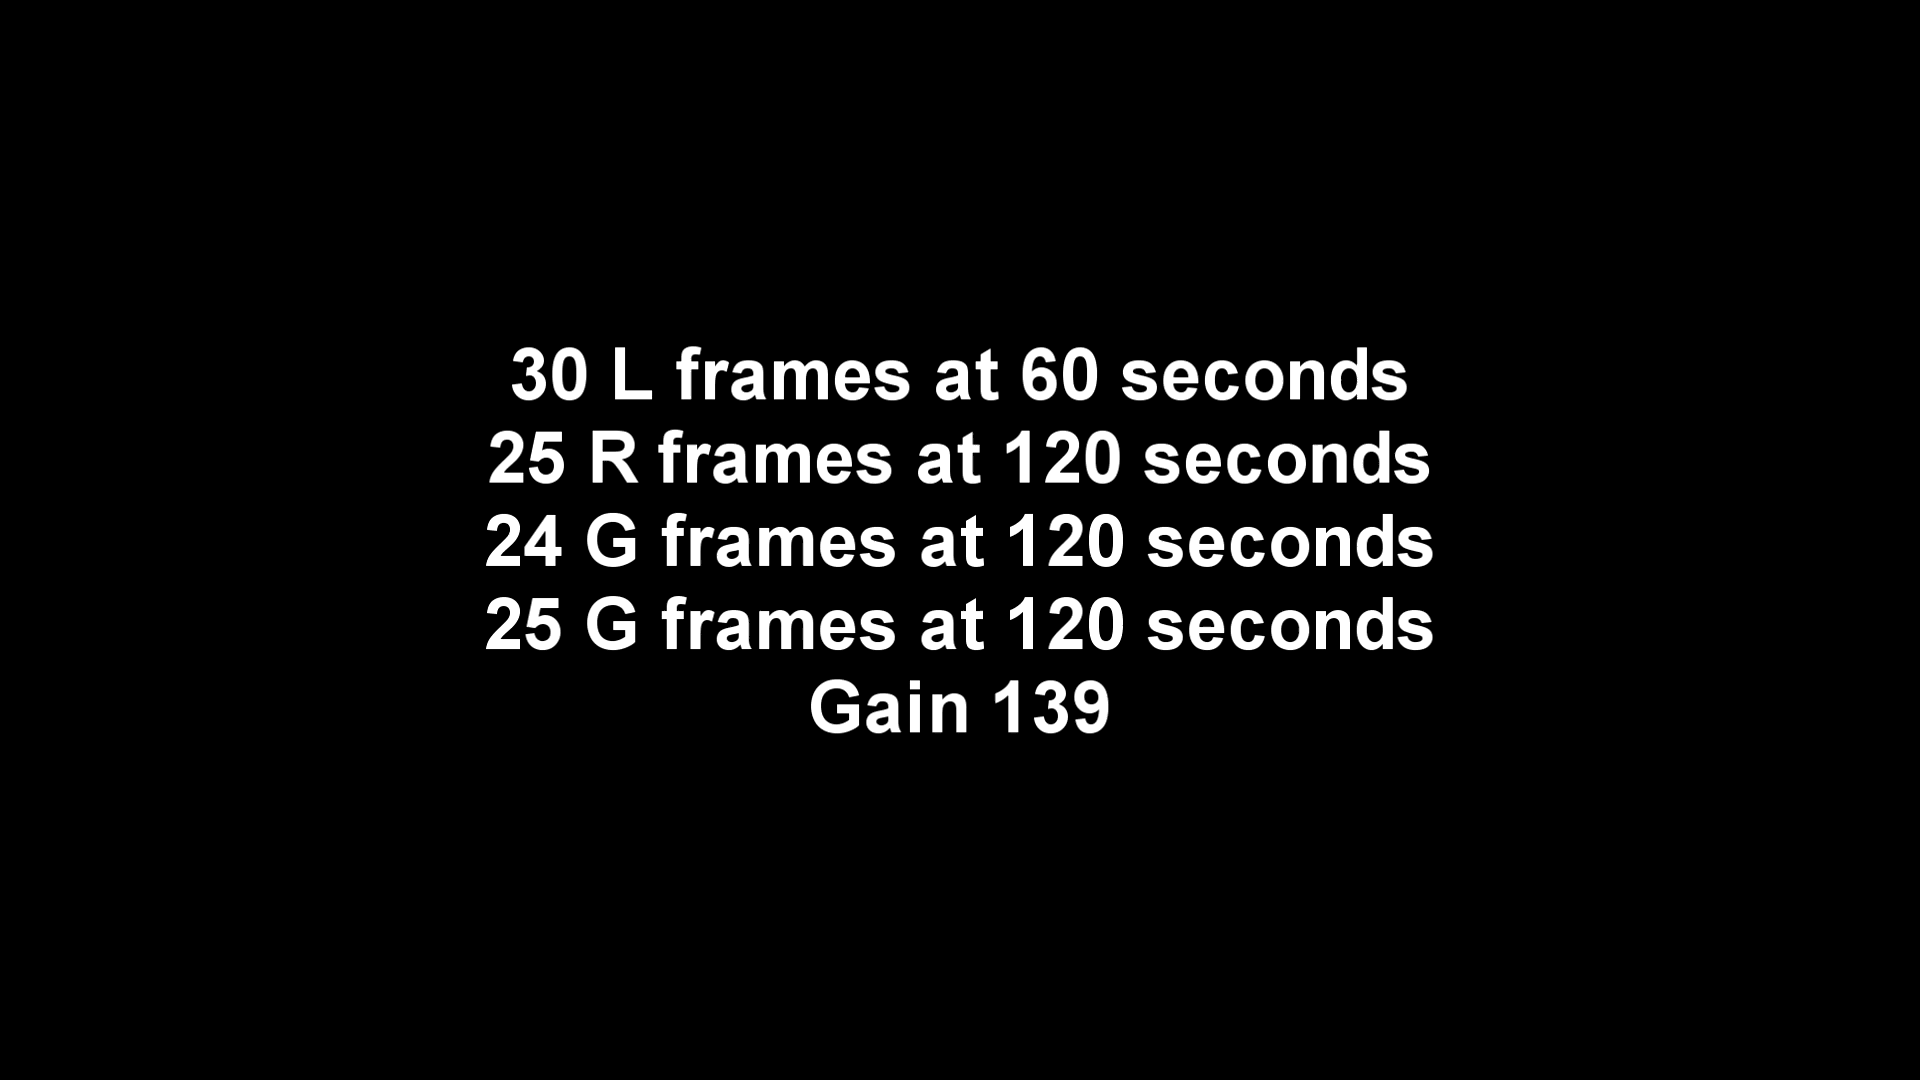 30 L frames at 60 seconds
25 R frames at 120 seconds
24 G frames at 120 seconds
25 G frames at 120 seconds
Gain 139